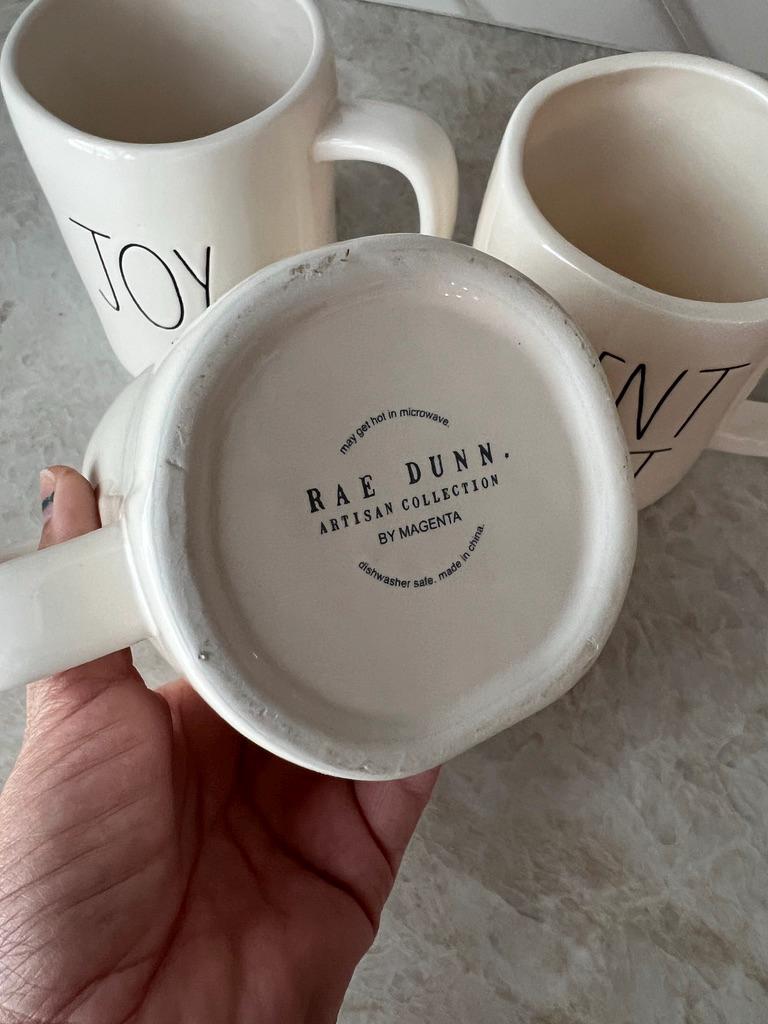 JOY
may get hot in microwave.
RAE DUNN.
ARTISAN COLLECTION
BY MAGENTA
dishwasher safe. made in china.